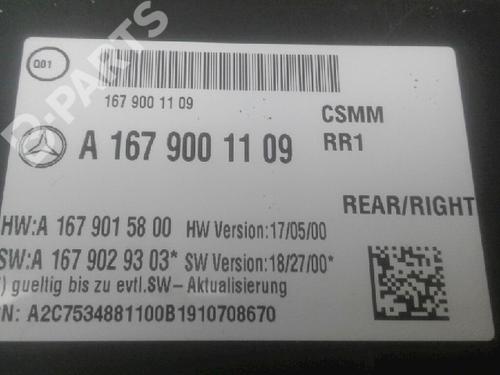 Q01
167 900 11 09
CSMM
A 167 900 11 09
RR1
REAR/RIGHT
HW:A 167 901 58 00 HW Version:17/05/00
SW:A 167 902 93 03* SW Version:18/27/00*
*) gueltig bis zu evtl.SW- Aktualisierung
N: A2C7534881100B1910708670
D-PARTS